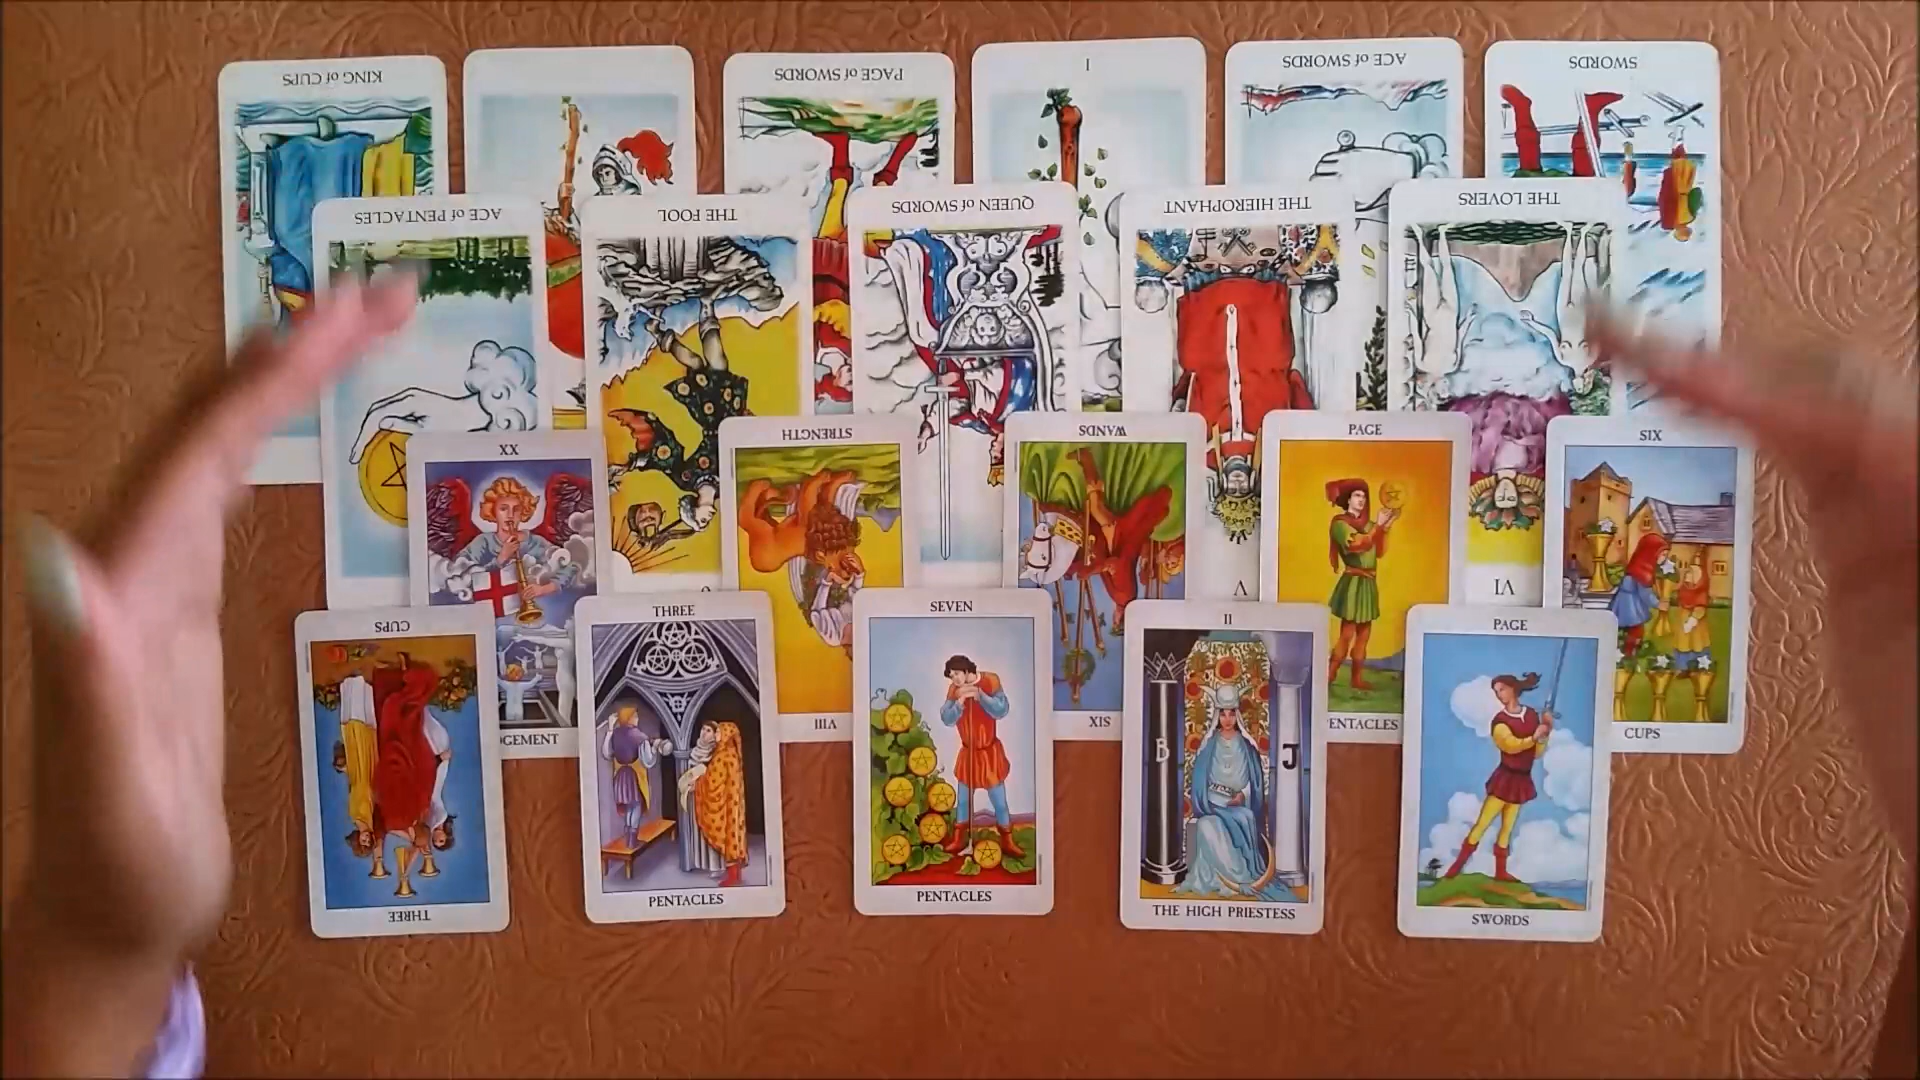 KING of CUPS
PAGE of SWORDS
I
ACE of SWORDS
SWORDS
ACE of PENTACLES
THE FOOL
QUEEN of SWORDS
THE HIEROPHANT
V
THE LOVERS
VI
XX
GEMENT
STRENGTH
VIII
WANDS
SIX
PAGE
ENTACLES
SIX
CUPS
CUPS
THREE
THREE
PENTACLES
SEVEN
PENTACLES
II
B J
THE HIGH PRIESTESS
PAGE
SWORDS